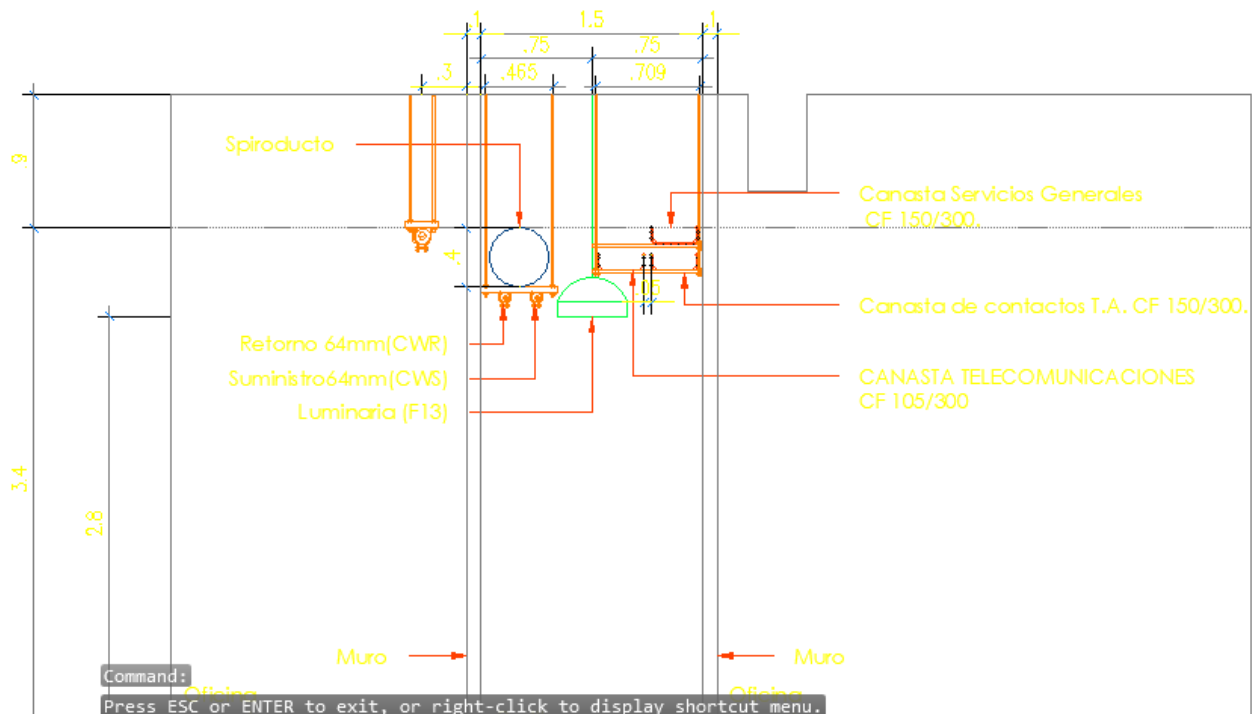 .1
1.5
.1
.75
.75
.3
.465
.709
.9
Spiroducto
Canasta Servicios Generales
CF 150/300.
.4
.05
Canasta de contactos T.A. CF 150/300.
Retorno 64mm(CWR)
Suministro64mm(CWS)
CANASTA TELECOMUNICACIONES
CF 105/300
Luminaria (F13)
3.4
2.8
Muro
Muro
Command:
Oficina
Oficina
Press ESC or ENTER to exit, or right-click to display shortcut menu.